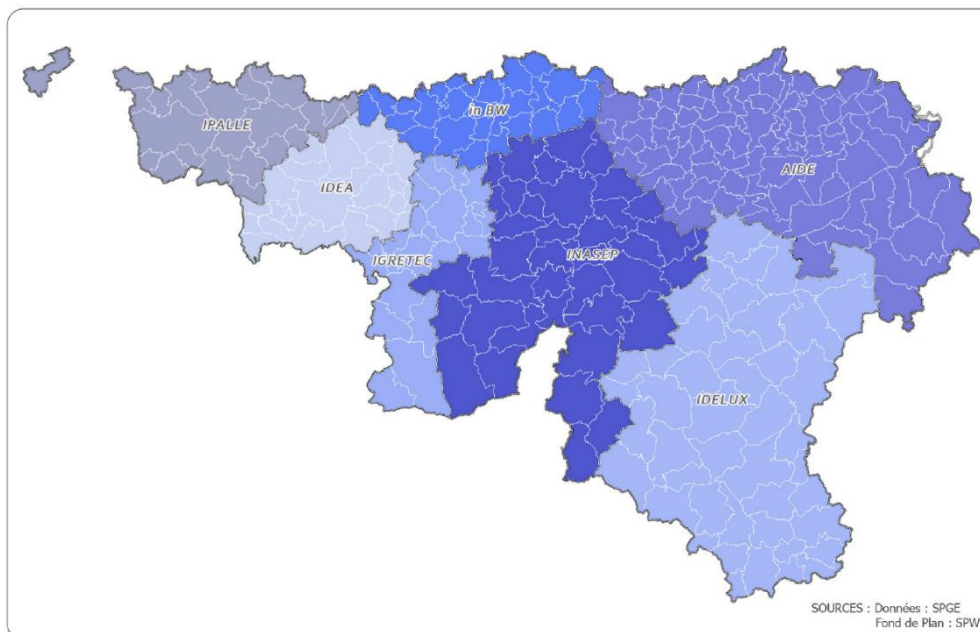 in BW
IPALLE
AIDE
IDEA
IGRETEC
INASEP
IDELUX
SOURCES : Données : SPGE
Fond de Plan : SPW